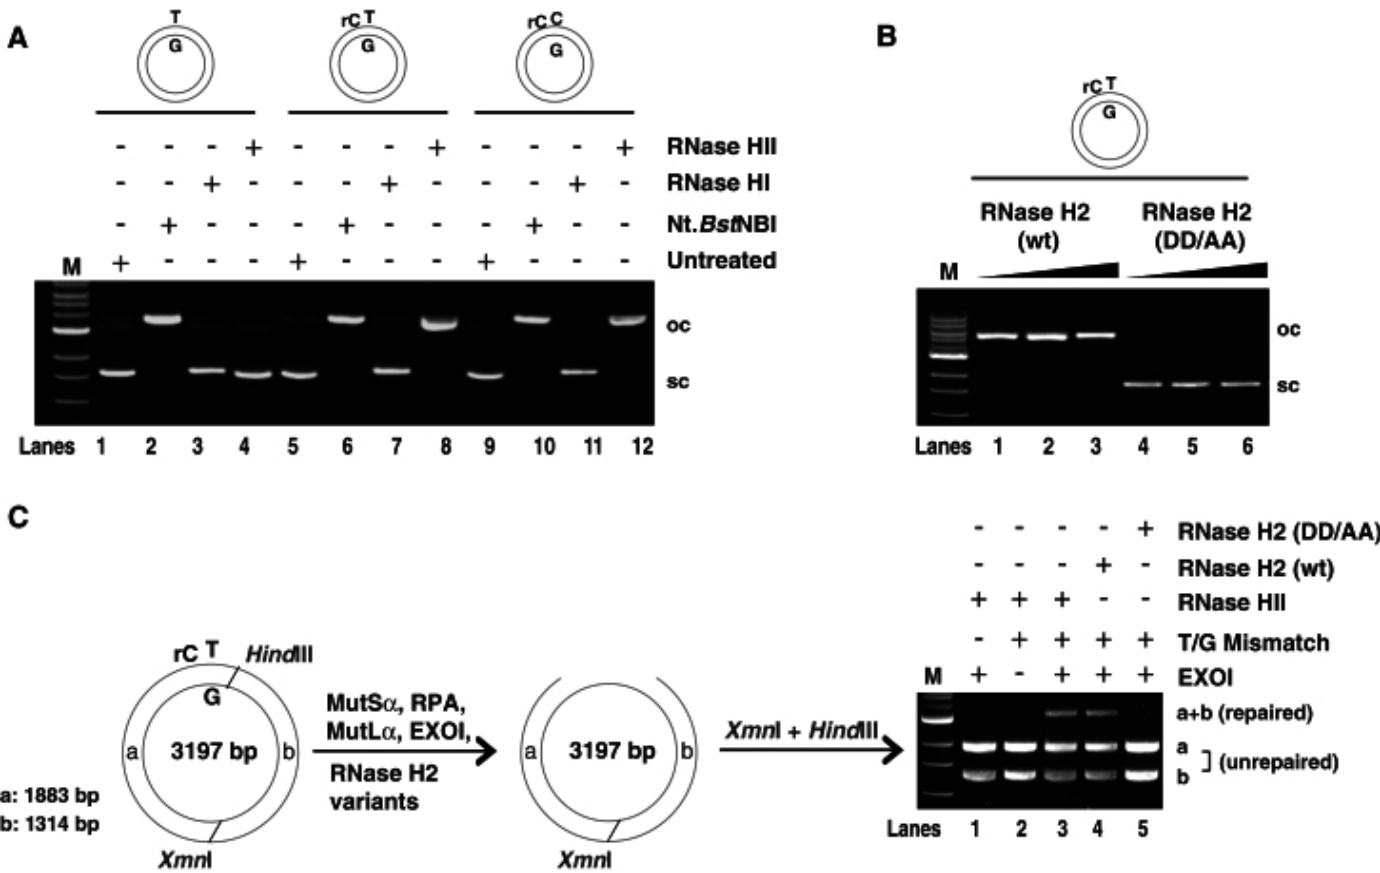 A
T
G
rC T
G
rC C
G
- - - + - - - + - - - + RNase HII
- - + - - - + - - - + - RNase HI
- + - - - + - - - + - - Nt.BstNBI
M + - - - + - - - + - - - Untreated
oc
sc
Lanes 1 2 3 4 5 6 7 8 9 10 11 12
B
rC T
G
RNase H2 (wt)
RNase H2 (DD/AA)
M
oc
sc
Lanes 1 2 3 4 5 6
C
rC T
HindIII
G
a
3197 bp
b
a: 1883 bp
b: 1314 bp
XmnI
MutSα, RPA,
MutLα, EXOI,
RNase H2
variants
a
3197 bp
b
XmnI
XmnI + HindIII
- - - - + RNase H2 (DD/AA)
- - - + - RNase H2 (wt)
+ + + - - RNase HII
- + + + + T/G Mismatch
M + - + + + EXOI
a+b (repaired)
a
] (unrepaired)
b
Lanes 1 2 3 4 5